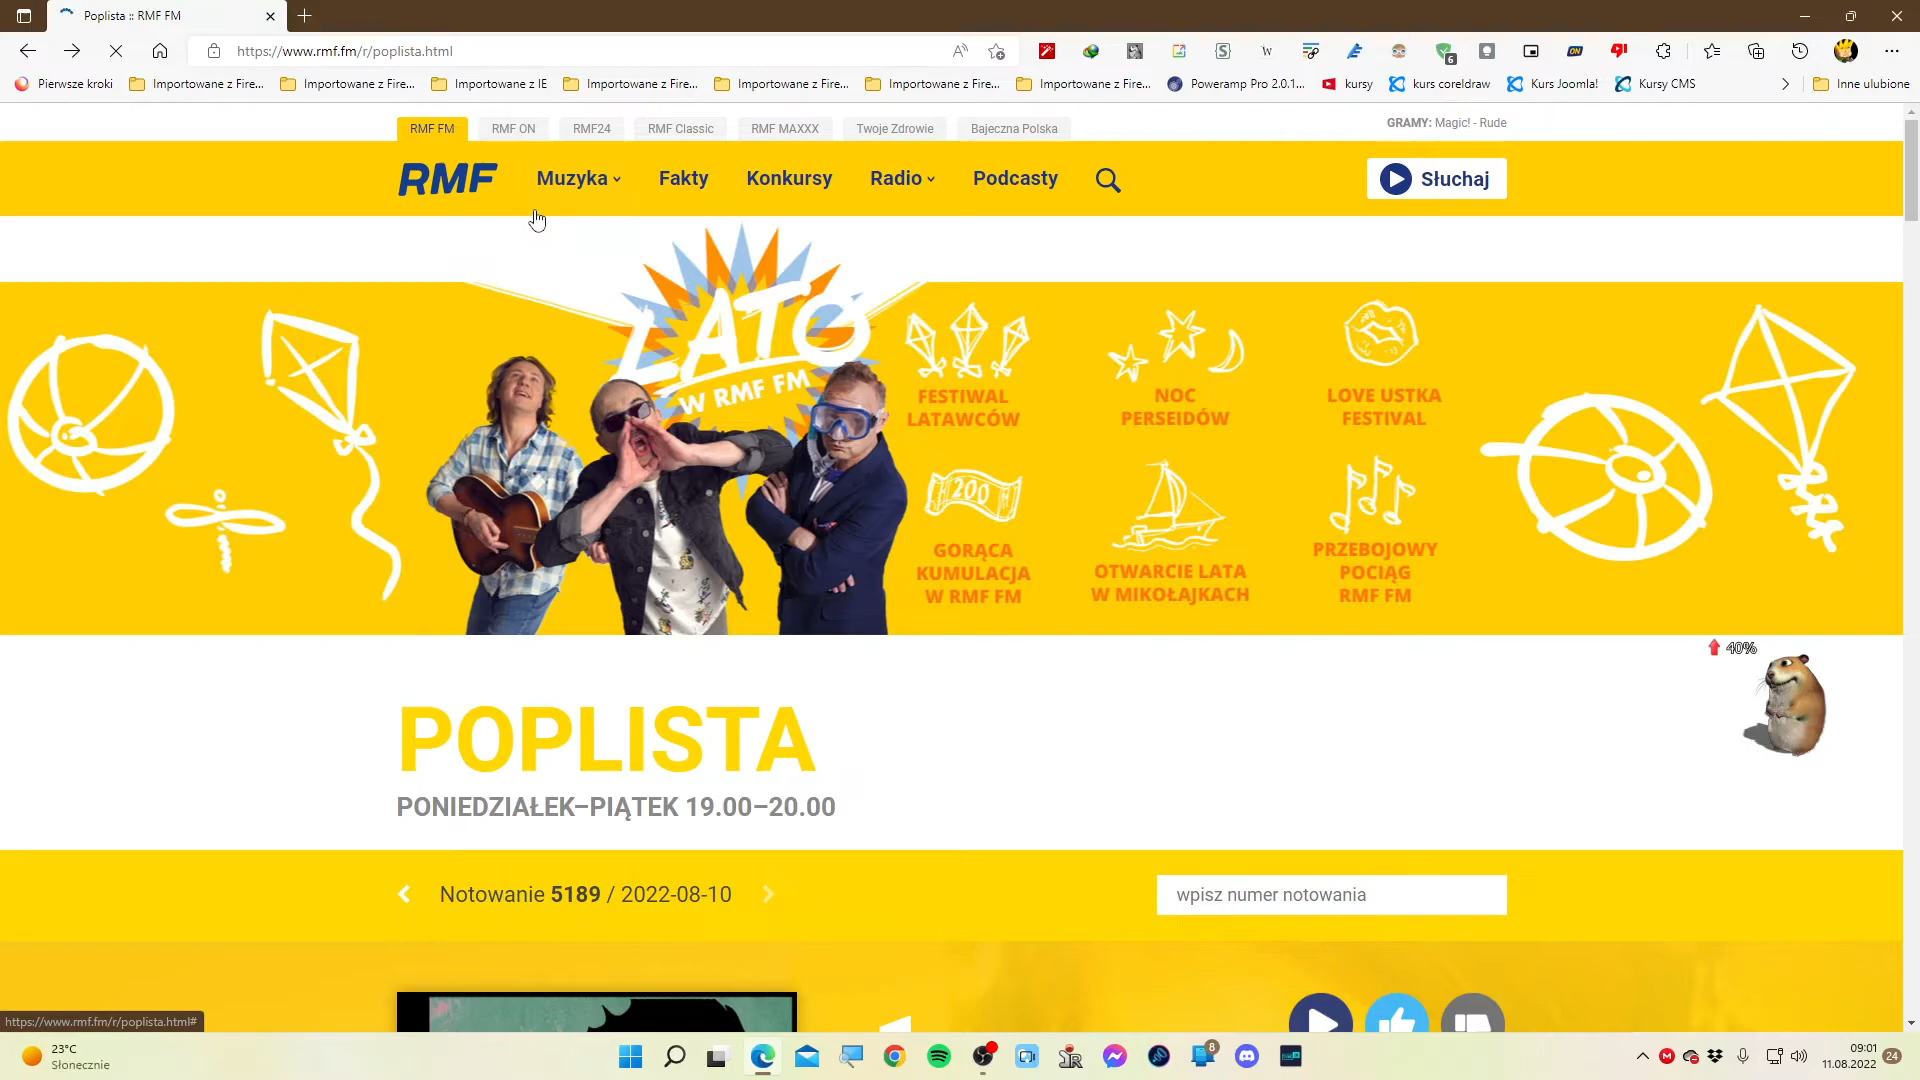 Poplista :: RMF FM
https://www.rmf.fm/r/poplista.html
6
ON
Pierwsze kroki
Importowane z Fire...
Importowane z Fire...
Importowane z IE
Importowane z Fire...
Importowane z Fire...
Importowane z Fire...
Importowane z Fire...
Poweramp Pro 2.0.1...
kursy
kurs coreldraw
Kurs Joomla!
Kursy CMS
Inne ulubione
RMF FM
RMF ON
RMF24
RMF Classic
RMF MAXXX
Twoje Zdrowie
Bajeczna Polska
GRAMY: Magic! - Rude
RMF
Muzyka
Fakty
Konkursy
Radio
Podcasty
Słuchaj
LATO
W RMF FM
FESTIWAL
LATAWCÓW
NOC
PERSEIDÓW
LOVE USTKA
FESTIVAL
200
GORĄCA
KUMULACJA
W RMF FM
OTWARCIE LATA
W MIKOŁAJKACH
PRZEBOJOWY
POCIĄG
RMF FM
40%
POPLISTA
PONIEDZIAŁEK–PIĄTEK 19.00–20.00
Notowanie 5189 / 2022-08-10
wpisz numer notowania
https://www.rmf.fm/r/poplista.html#
23°C
Słonecznie
8
09:01
11.08.2022
24